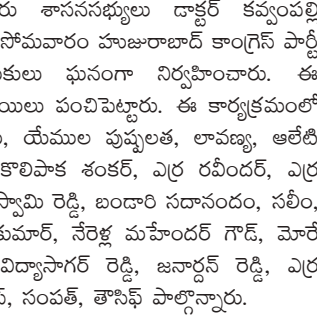 రు శాసనసభ్యులు డాక్టర్ కవ్వంపల్లి
సోమవారం హుజురాబాద్ కాంగ్రెస్ పార్టీ
కులు ఘనంగా నిర్వహించారు. ఈ
యిలు పంచిపెట్టారు. ఈ కార్యక్రమంలో
యేముల పుష్పలత, లావణ్య, ఆలేటి
కొలిపాక శంకర్, ఎర్ర రవీందర్, ఎర్ర
స్వామి రెడ్డి, బండారి సదానందం, సలీం,
కుమార్, నేరెళ్ల మహేందర్ గౌడ్, మోరే
విద్యాసాగర్ రెడ్డి, జనార్దన్ రెడ్డి, ఎర్ర
సంపత్, తౌసిఫ్ పాల్గొన్నారు.